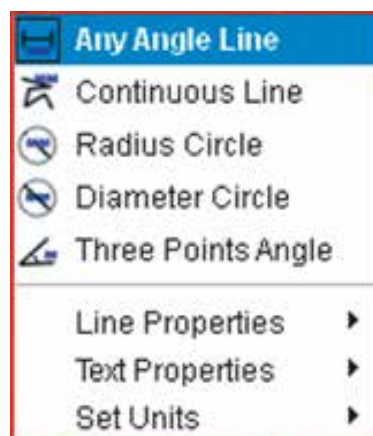 Any Angle Line
Continuous Line
Radius Circle
Diameter Circle
Three Points Angle
Line Properties
Text Properties
Set Units